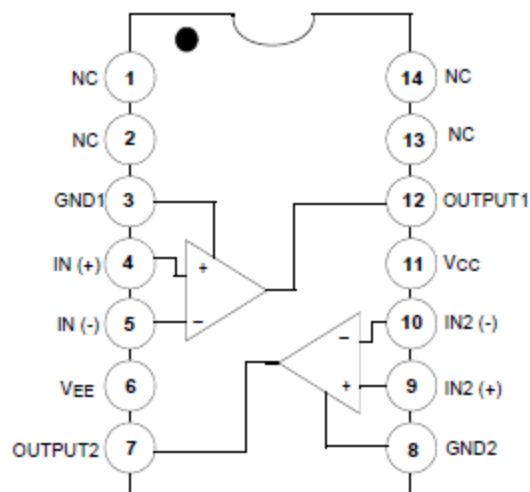 NC 1 14 NC
NC 2 13 NC
GND1 3 12 OUTPUT1
IN (+) 4 + 11 VCC
IN (-) 5 − − 10 IN2 (-)
VEE 6 + 9 IN2 (+)
OUTPUT2 7 8 GND2